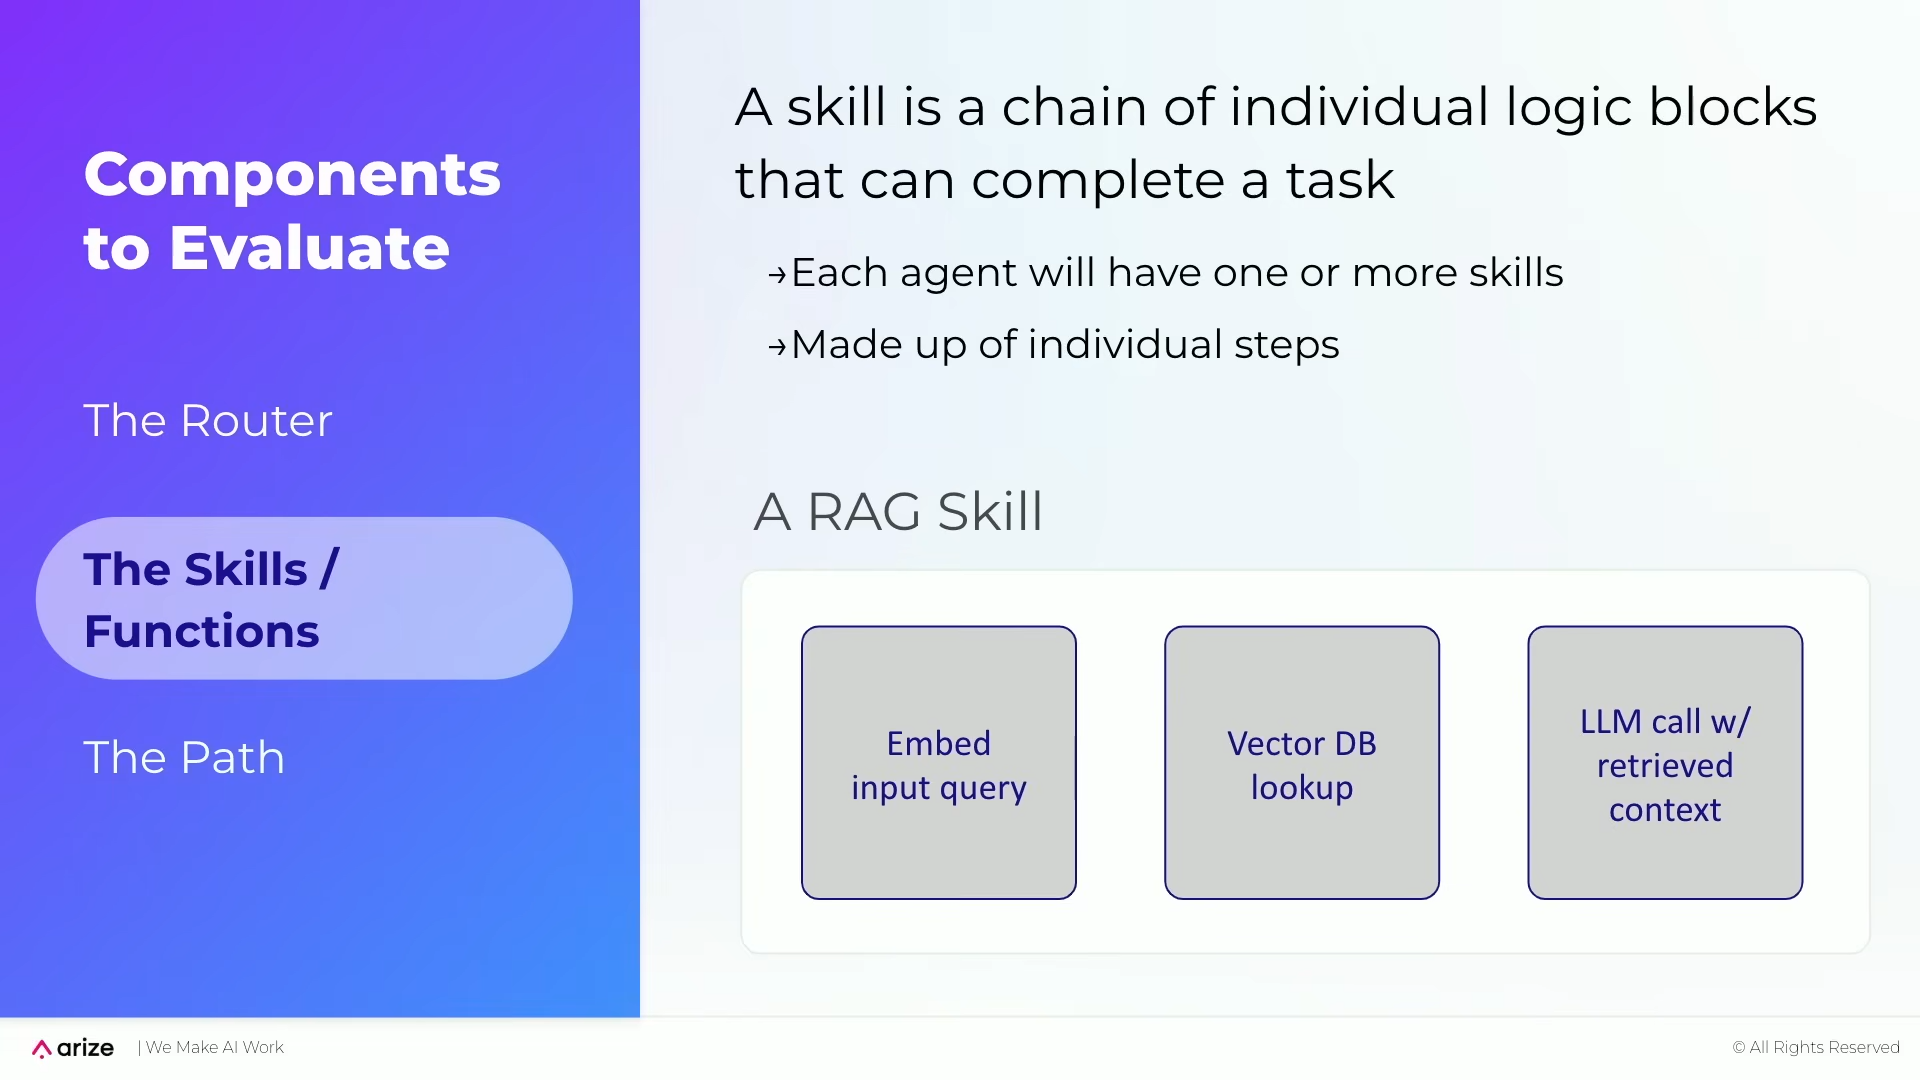 Components
to Evaluate
The Router
The Skills /
Functions
The Path
A skill is a chain of individual logic blocks
that can complete a task
→Each agent will have one or more skills
→Made up of individual steps
A RAG Skill
Embed
input query
Vector DB
lookup
LLM call w/
retrieved
context
arize | We Make AI Work
© All Rights Reserved